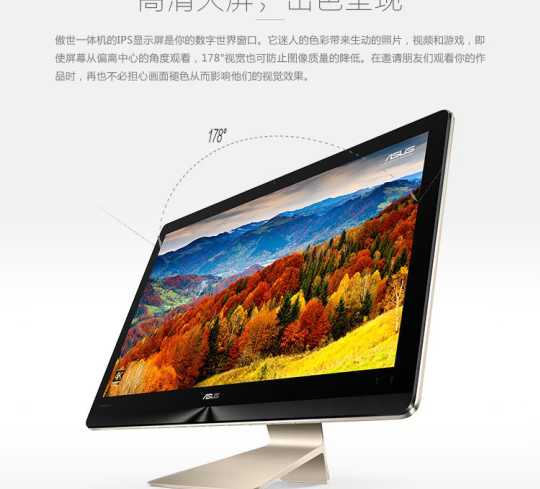 高清大屏，出色呈现
傲世一体机的IPS显示屏是你的数字世界窗口。它迷人的色彩带来生动的照片，视频和游戏，即
使屏幕从偏离中心的角度观看，178°视宽也可防止图像质量的降低。在邀请朋友们观看你的作
品时，再也不必担心画面褪色从而影响他们的视觉效果。
178°
ASUS
4K
ASUS